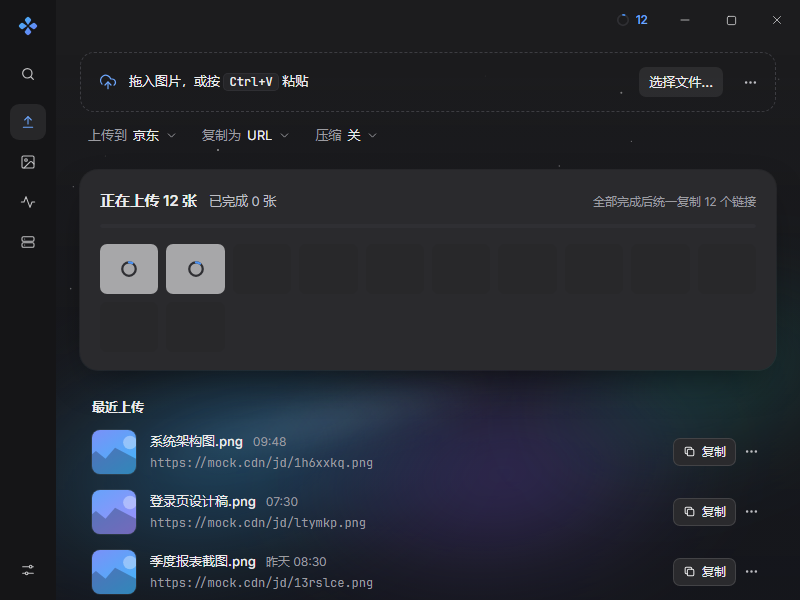 12
拖入图片，或按 Ctrl+V 粘贴
选择文件...
上传到 京东 复制为 URL 压缩 关
正在上传 12 张 已完成 0 张
全部完成后统一复制 12 个链接
最近上传
系统架构图.png 09:48
https://mock.cdn/jd/1h6xxkq.png
复制
登录页设计稿.png 07:30
https://mock.cdn/jd/ltymkp.png
复制
季度报表截图.png 昨天 08:30
https://mock.cdn/jd/13rslce.png
复制